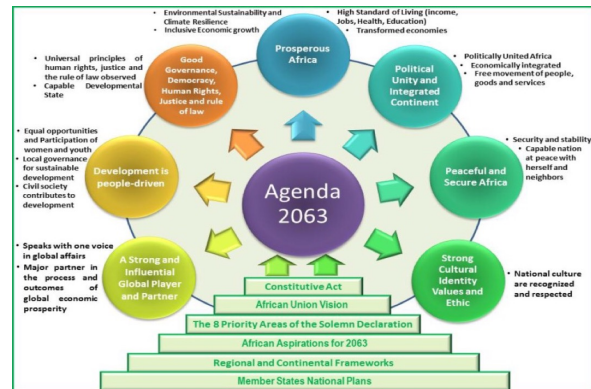 Environmental Sustainability and
Climate Resilience
Inclusive Economic growth
High Standard of Living (income,
Jobs, Health, Education)
Transformed economies
Prosperous
Africa
Universal principles of
human rights, justice and
the rule of law observed
Capable Developmental
State
Good
Governance,
Democracy,
Human Rights,
Justice and rule
of law
Political
Unity and
Integrated
Continent
Politically United Africa
Economically integrated
Free movement of people,
goods and services
Equal opportunities
and Participation of
women and youth
Local governance
for sustainable
development
Civil society
contributes to
development
Development is
people-driven
Agenda
2063
Peaceful and
Secure Africa
Security and stability
Capable nation
at peace with
herself and
neighbors
Speaks with one voice
in global affairs
Major partner in
the process and
outcomes of
global economic
prosperity
A Strong and
Influential
Global Player
and Partner
Strong
Cultural
Identity
Values and
Ethic
National culture
are recognized
and respected
Constitutive Act
African Union Vision
The 8 Priority Areas of the Solemn Declaration
African Aspirations for 2063
Regional and Continental Frameworks
Member States National Plans